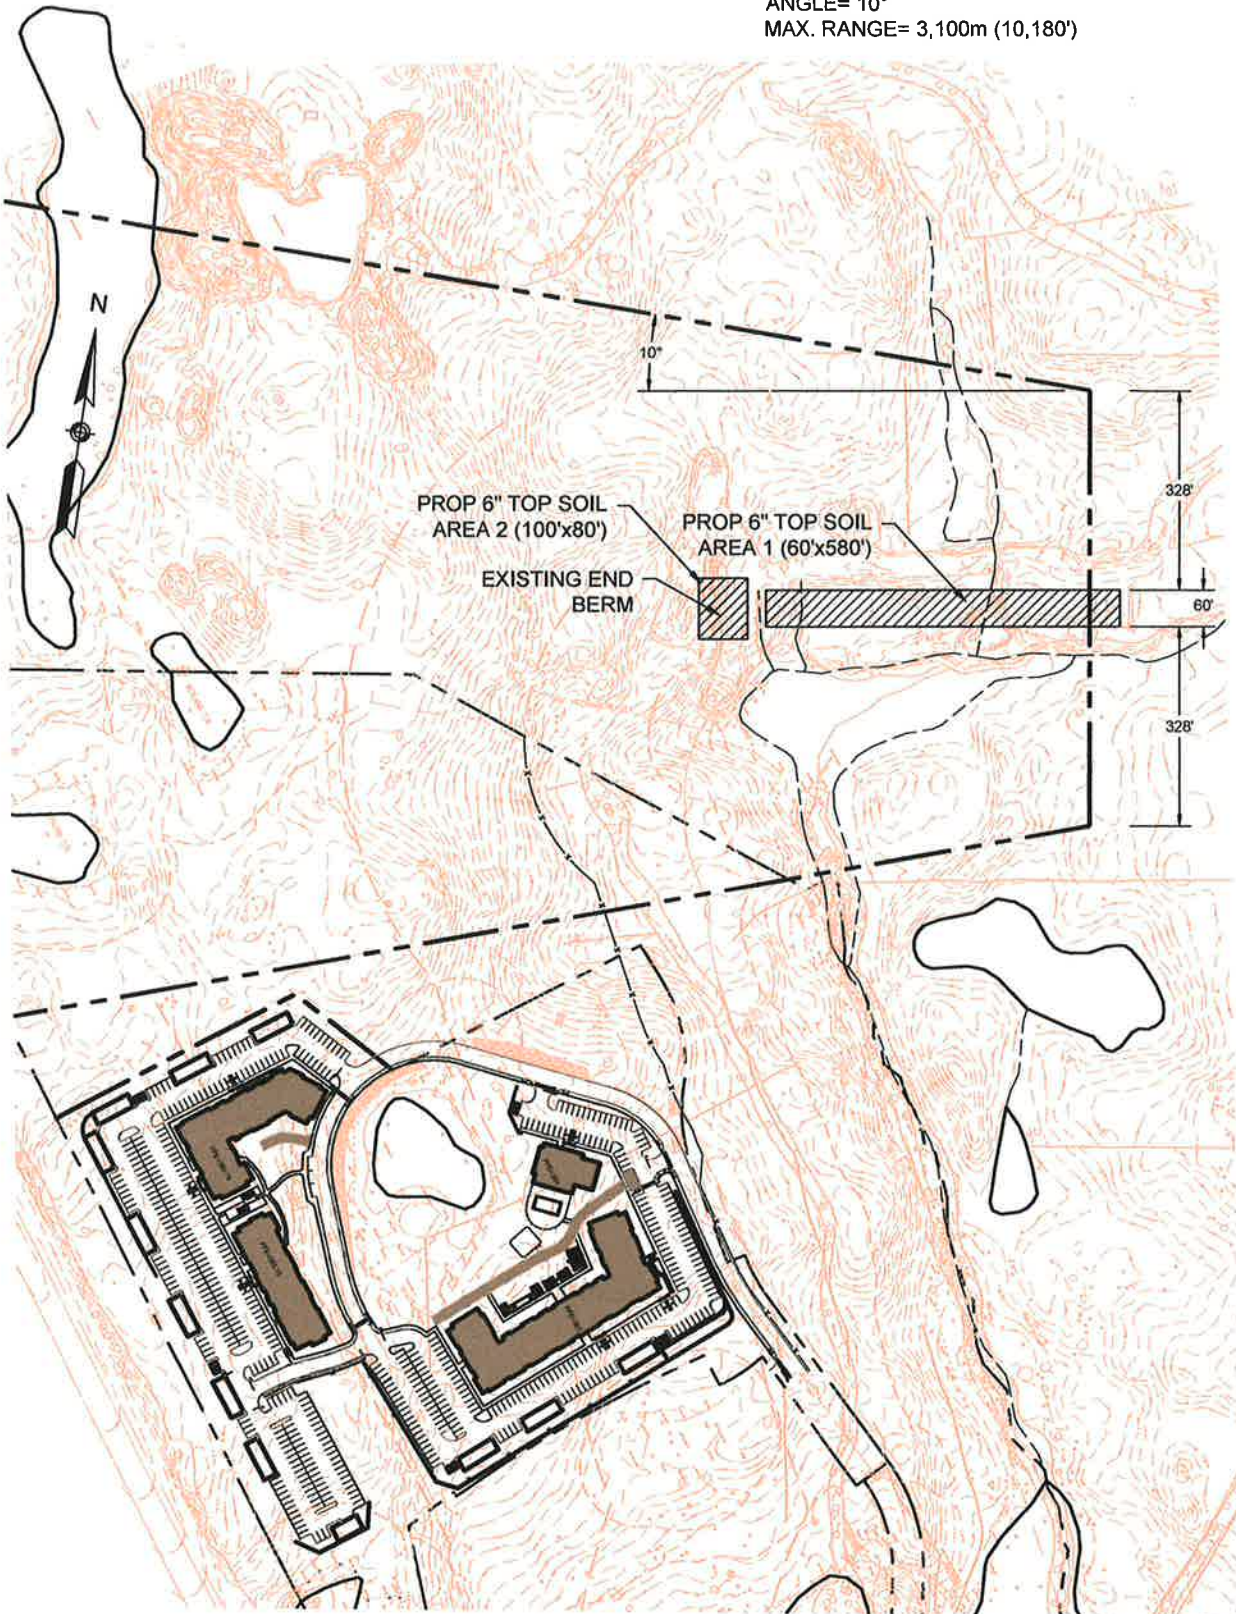 ANGLE= 10°
MAX. RANGE= 3,100m (10,180')
N
10°
328'
PROP 6" TOP SOIL
AREA 2 (100'x80')
PROP 6" TOP SOIL
AREA 1 (60'x580')
EXISTING END
BERM
60'
328'